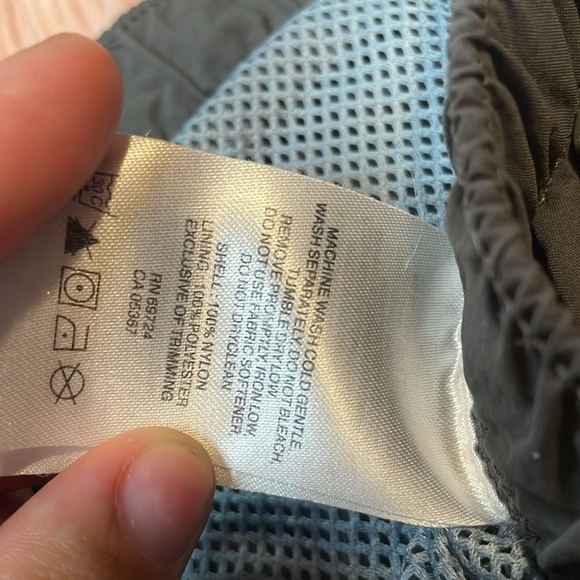 MACHINE WASH COLD GENTLE
WASH SEPARATELY, DO NOT BLEACH
TUMBLE DRY LOW
REMOVE PROMPTLY, IRON LOW,
DO NOT USE FABRIC SOFTENER,
DO NOT DRYCLEAN
SHELL: 100% NYLON
LINING: 100% POLYESTER
EXCLUSIVE OF TRIMMING
RN 69724
CA 05367
30C